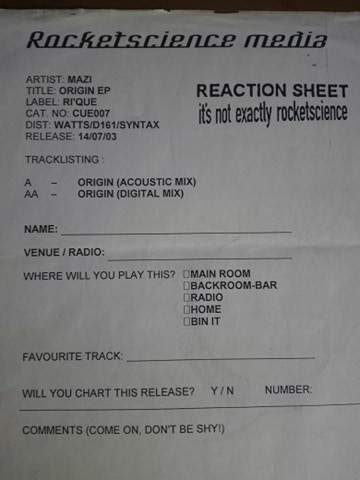 Rocketscience media
ARTIST: MAZI
TITLE: ORIGIN EP
LABEL: RI'QUE
CAT. NO: CUE007
DIST: WATTS/D161/SYNTAX
RELEASE: 14/07/03
REACTION SHEET
it's not exactly rocketscience
TRACKLISTING :
A – ORIGIN (ACOUSTIC MIX)
AA – ORIGIN (DIGITAL MIX)
NAME:
VENUE / RADIO:
WHERE WILL YOU PLAY THIS? □MAIN ROOM
□BACKROOM-BAR
□RADIO
□HOME
□BIN IT
FAVOURITE TRACK:
WILL YOU CHART THIS RELEASE? Y / N NUMBER:
COMMENTS (COME ON, DON'T BE SHY!)